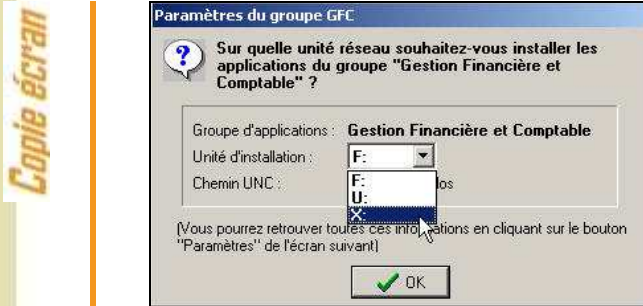 Copie écran
Paramètres du groupe GFC
Sur quelle unité réseau souhaitez-vous installer les
applications du groupe "Gestion Financière et
Comptable" ?
Groupe d'applications : Gestion Financière et Comptable
Unité d'installation : F:
Chemin UNC : F: los
U:
X:
(Vous pourrez retrouver toutes ces informations en cliquant sur le bouton
"Paramètres" de l'écran suivant)
OK